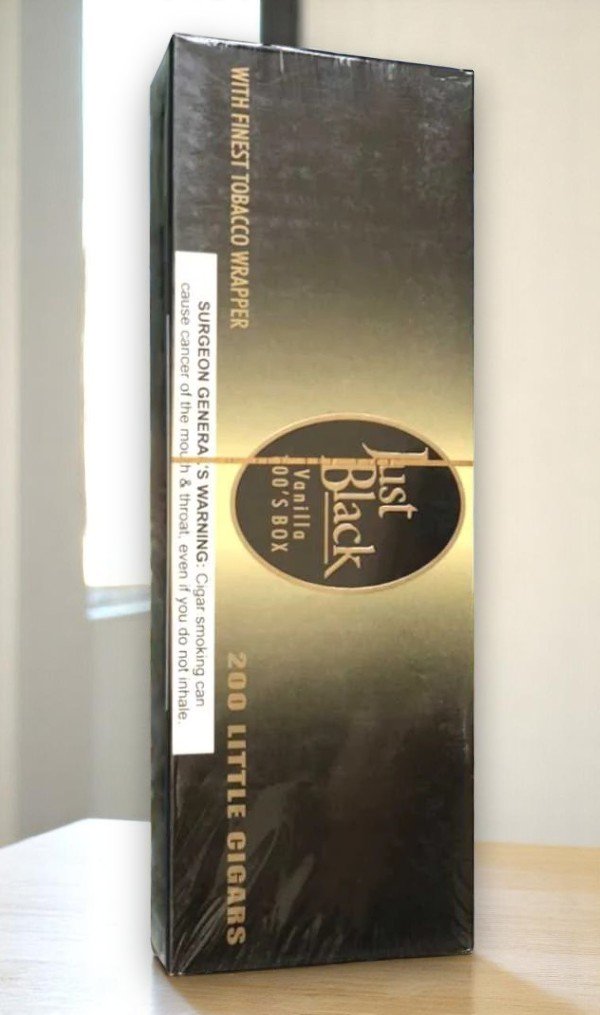 WITH FINEST TOBACCO WRAPPER
Just
Black
Vanilla
00'S BOX
200 LITTLE CIGARS
SURGEON GENERAL'S WARNING: Cigar smoking can
cause cancer of the mouth & throat, even if you do not inhale.